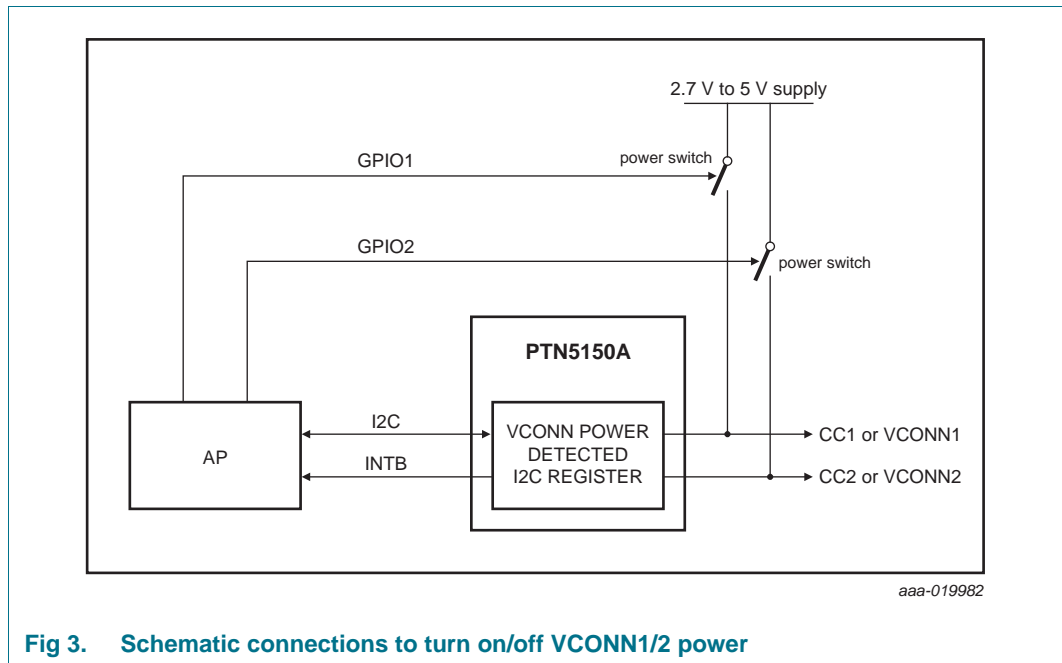 2.7 V to 5 V supply
GPIO1
power switch
GPIO2
power switch
PTN5150A
AP
I2C
INTB
VCONN POWER
DETECTED
I2C REGISTER
CC1 or VCONN1
CC2 or VCONN2
aaa-019982
Fig 3. Schematic connections to turn on/off VCONN1/2 power